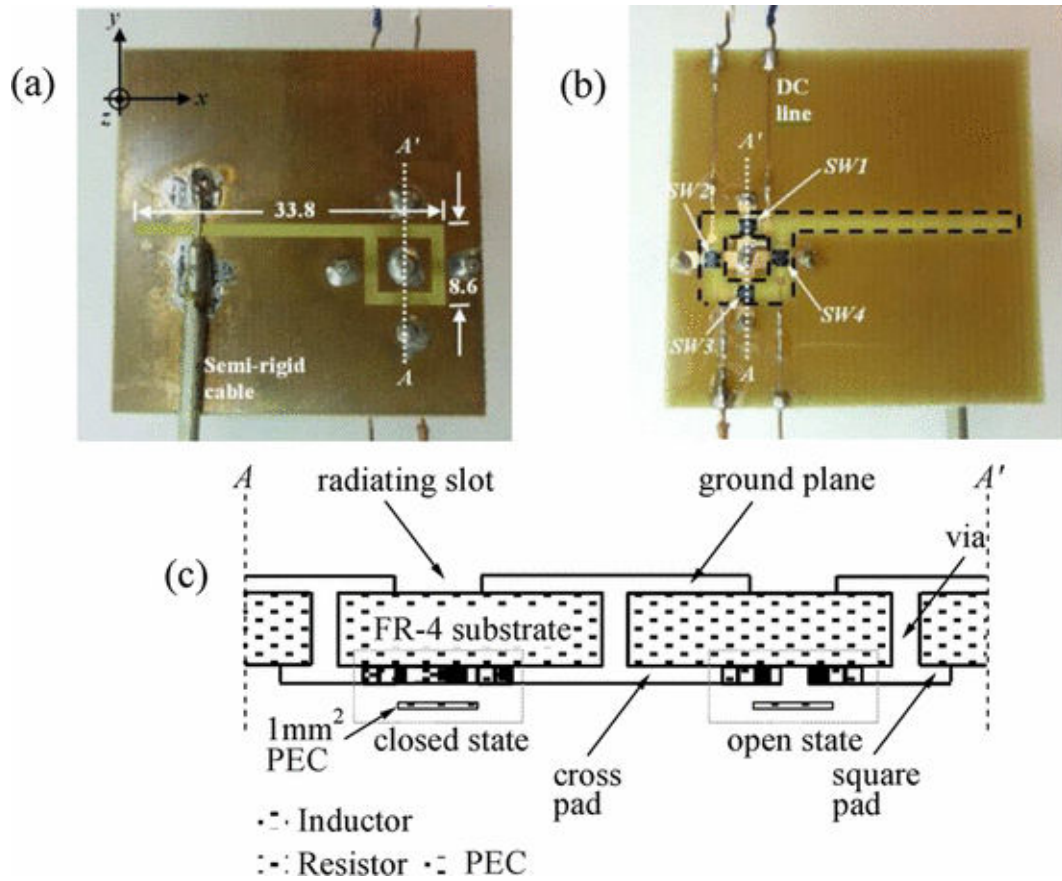 (a)
y
x
z
A'
33.8
8.6
A
Semi-rigid
cable
(b)
DC
line
A'
SW1
SW2
SW4
SW3
A
(c)
A
radiating slot
ground plane
A'
via
FR-4 substrate
1mm²
PEC
closed state
open state
cross
pad
square
pad
Inductor
Resistor
PEC